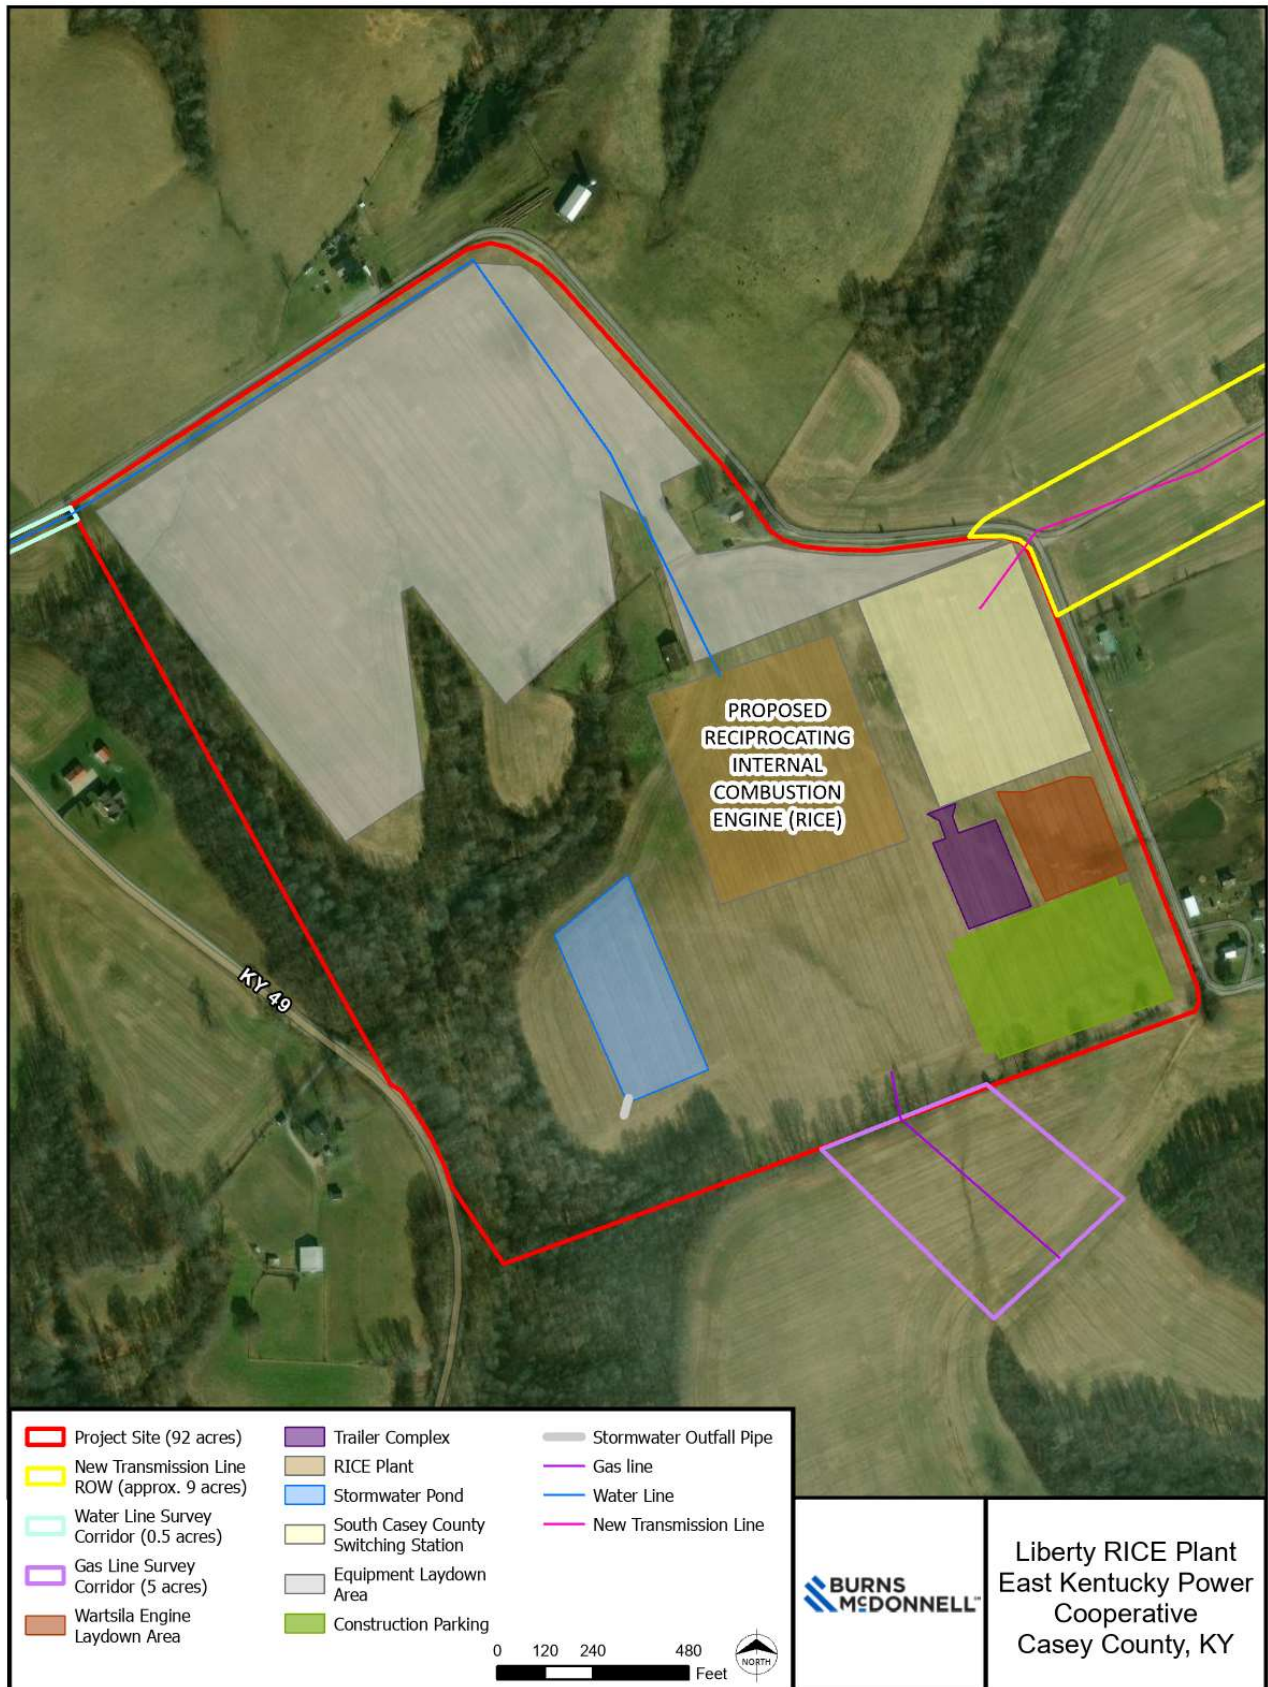 PROPOSED
RECIPROCATING
INTERNAL
COMBUSTION
ENGINE (RICE)
KY 49
Project Site (92 acres)
New Transmission Line
ROW (approx. 9 acres)
Water Line Survey
Corridor (0.5 acres)
Gas Line Survey
Corridor (5 acres)
Wartsila Engine
Laydown Area
Trailer Complex
RICE Plant
Stormwater Pond
South Casey County
Switching Station
Equipment Laydown
Area
Construction Parking
Stormwater Outfall Pipe
Gas line
Water Line
New Transmission Line
0 120 240 480
Feet
NORTH
BURNS
MCDONNELL
Liberty RICE Plant
East Kentucky Power
Cooperative
Casey County, KY